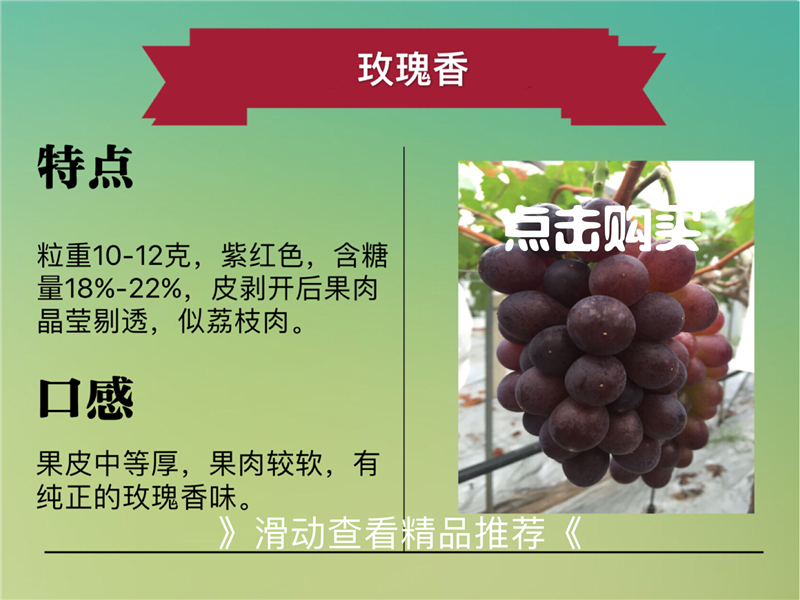 玫瑰香
特点
粒重10-12克，紫红色，含糖
量18%-22%，皮剥开后果肉
晶莹剔透，似荔枝肉。
口感
果皮中等厚，果肉较软，有
纯正的玫瑰香味。
点击购买
》滑动查看精品推荐《